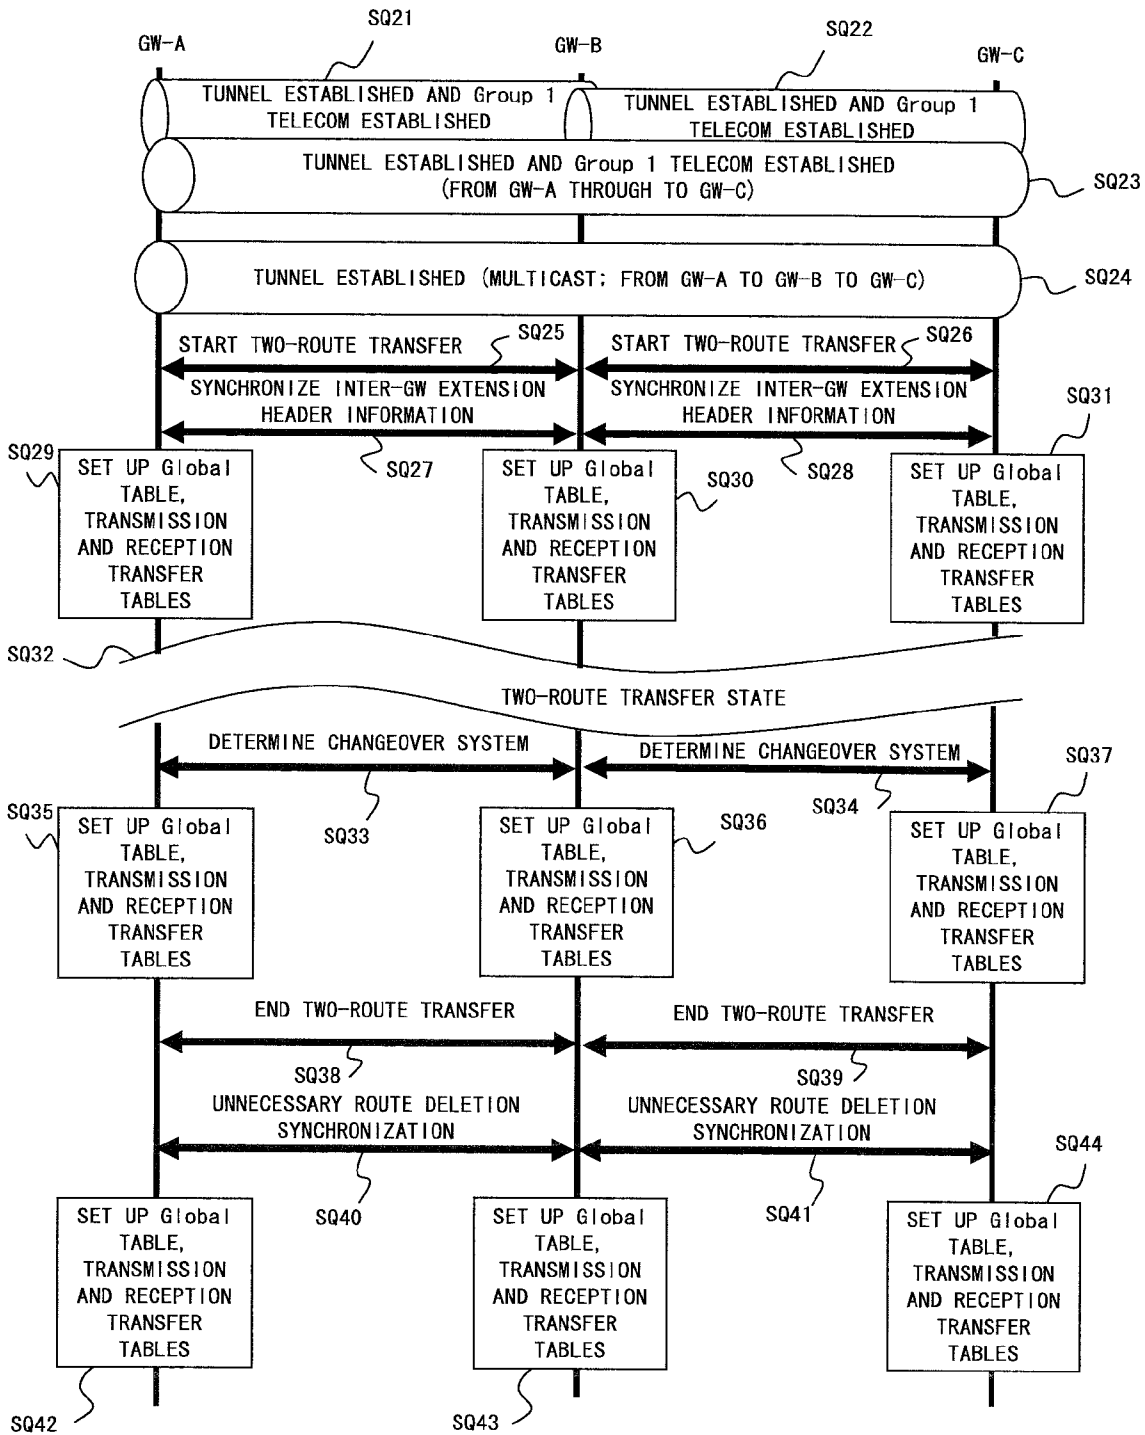 SQ21
GW-A
GW-B
SQ22
GW-C
TUNNEL ESTABLISHED AND Group 1
TELECOM ESTABLISHED
TUNNEL ESTABLISHED AND Group 1
TELECOM ESTABLISHED
TUNNEL ESTABLISHED AND Group 1 TELECOM ESTABLISHED
(FROM GW-A THROUGH TO GW-C)
SQ23
TUNNEL ESTABLISHED (MULTICAST: FROM GW-A TO GW-B TO GW-C)
SQ24
START TWO-ROUTE TRANSFER
SQ25
START TWO-ROUTE TRANSFER
SQ26
SYNCHRONIZE INTER-GW EXTENSION
HEADER INFORMATION
SYNCHRONIZE INTER-GW EXTENSION
HEADER INFORMATION
SQ31
SQ29
SQ27
SQ30
SQ28
SET UP Global
TABLE,
TRANSMISSION
AND RECEPTION
TRANSFER
TABLES
SET UP Global
TABLE,
TRANSMISSION
AND RECEPTION
TRANSFER
TABLES
SET UP Global
TABLE,
TRANSMISSION
AND RECEPTION
TRANSFER
TABLES
SQ32
TWO-ROUTE TRANSFER STATE
DETERMINE CHANGEOVER SYSTEM
DETERMINE CHANGEOVER SYSTEM
SQ37
SQ35
SQ33
SQ36
SQ34
SET UP Global
TABLE,
TRANSMISSION
AND RECEPTION
TRANSFER
TABLES
SET UP Global
TABLE,
TRANSMISSION
AND RECEPTION
TRANSFER
TABLES
SET UP Global
TABLE,
TRANSMISSION
AND RECEPTION
TRANSFER
TABLES
END TWO-ROUTE TRANSFER
END TWO-ROUTE TRANSFER
SQ38
SQ39
UNNECESSARY ROUTE DELETION
SYNCHRONIZATION
UNNECESSARY ROUTE DELETION
SYNCHRONIZATION
SQ44
SQ40
SQ41
SET UP Global
TABLE,
TRANSMISSION
AND RECEPTION
TRANSFER
TABLES
SET UP Global
TABLE,
TRANSMISSION
AND RECEPTION
TRANSFER
TABLES
SET UP Global
TABLE,
TRANSMISSION
AND RECEPTION
TRANSFER
TABLES
SQ42
SQ43